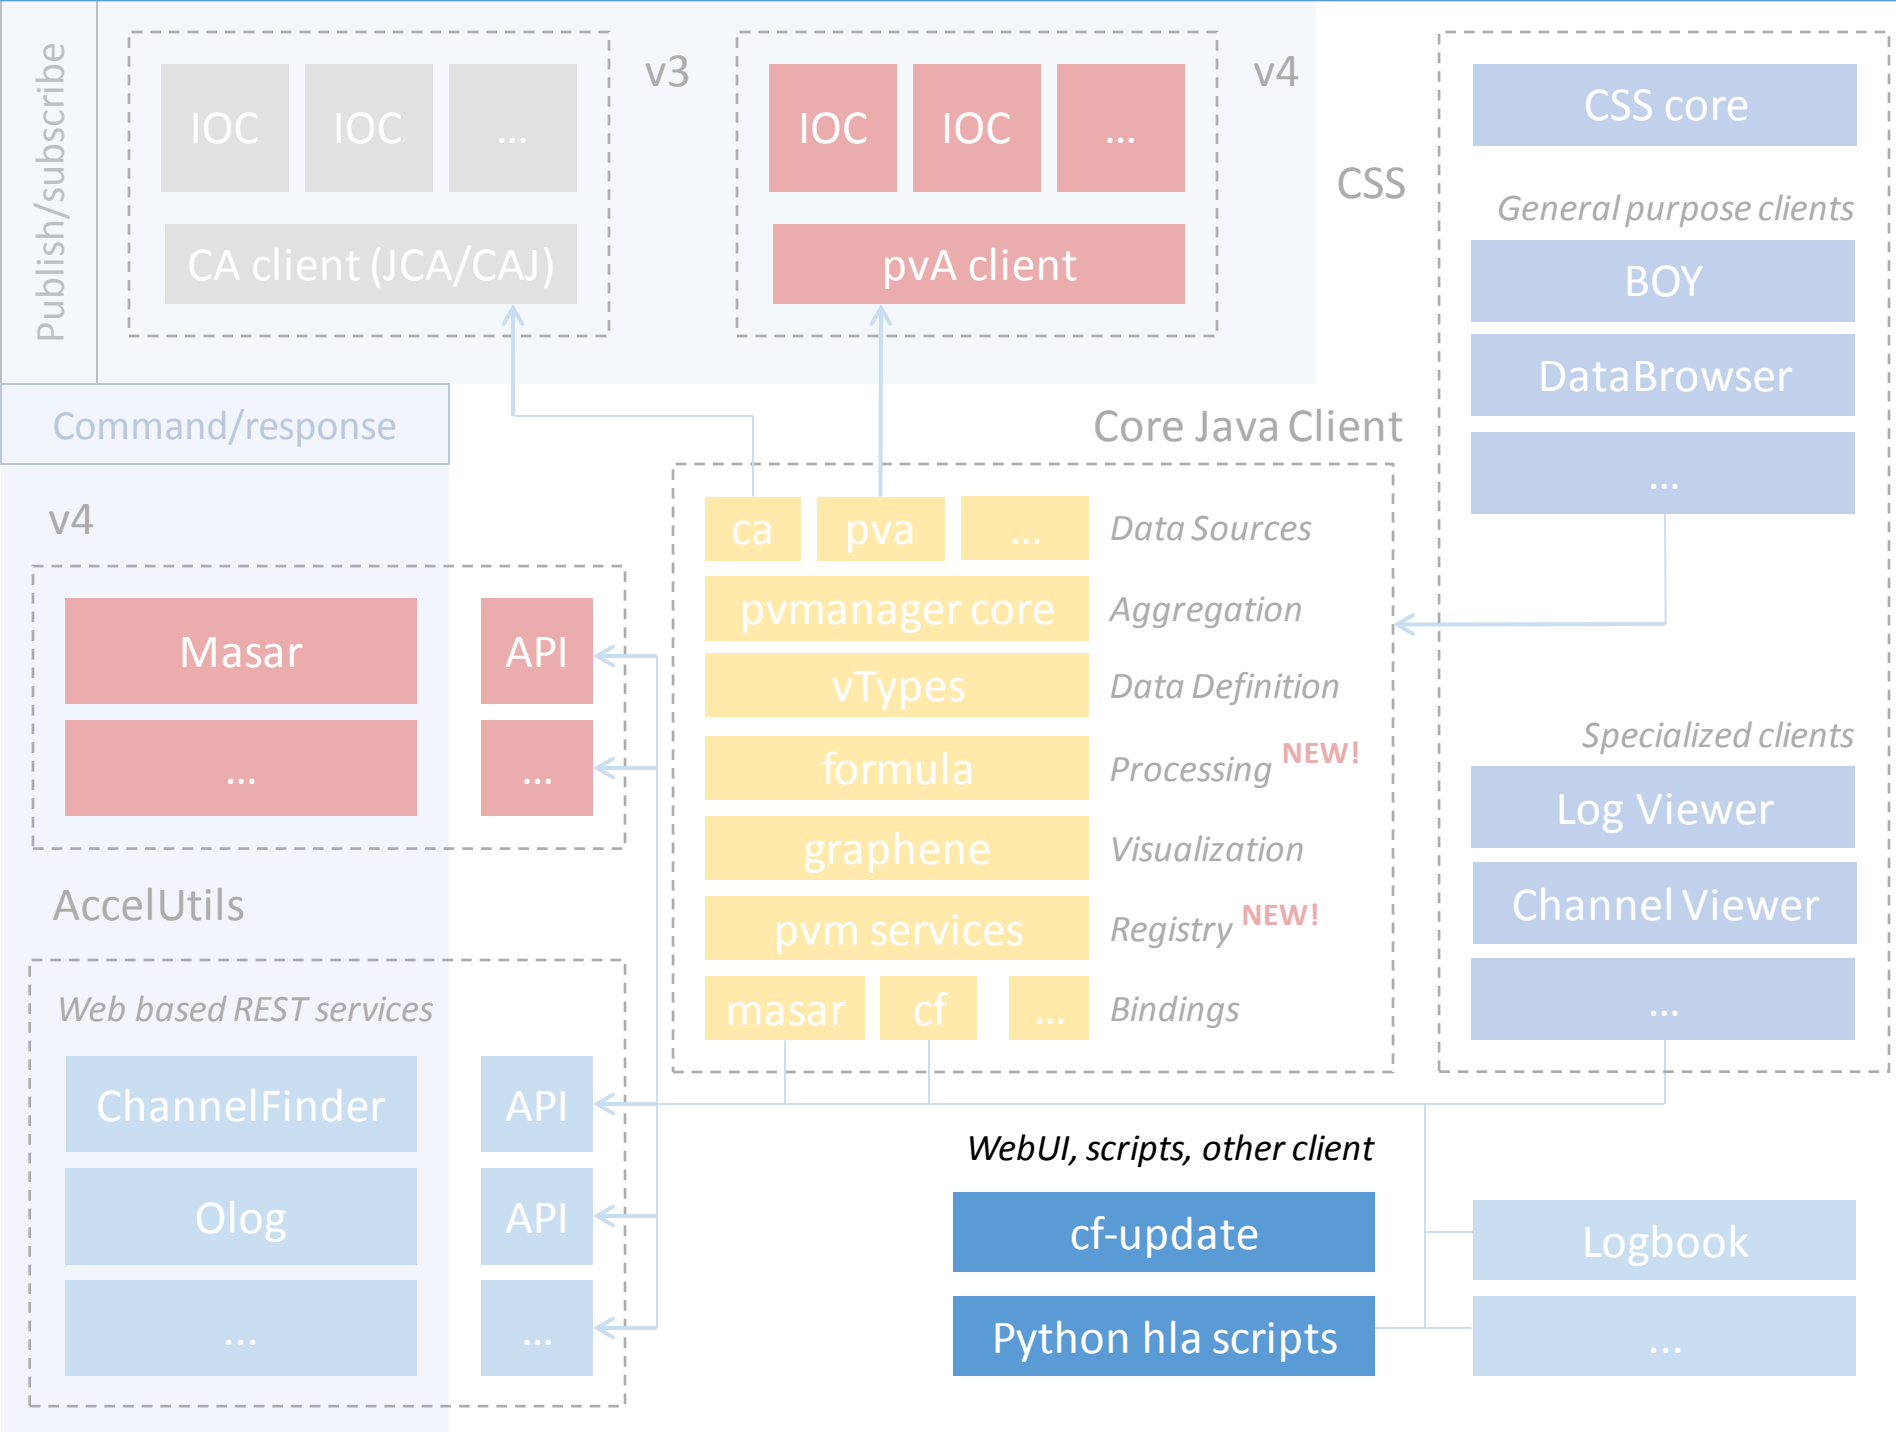 Publish/subscribe
IOC
IOC
...
v3
CA client (JCA/CAJ)
IOC
IOC
...
v4
pvA client
CSS
CSS core
General purpose clients
BOY
DataBrowser
...
Specialized clients
Log Viewer
Channel Viewer
...
Command/response
v4
Masar
API
...
...
AccelUtils
Web based REST services
ChannelFinder
API
Olog
API
...
...
Core Java Client
ca
pva
...
Data Sources
pvmanager core
Aggregation
vTypes
Data Definition
formula
Processing NEW!
graphene
Visualization
pvm services
Registry NEW!
masar
cf
...
Bindings
WebUI, scripts, other client
cf-update
Python hla scripts
Logbook
...